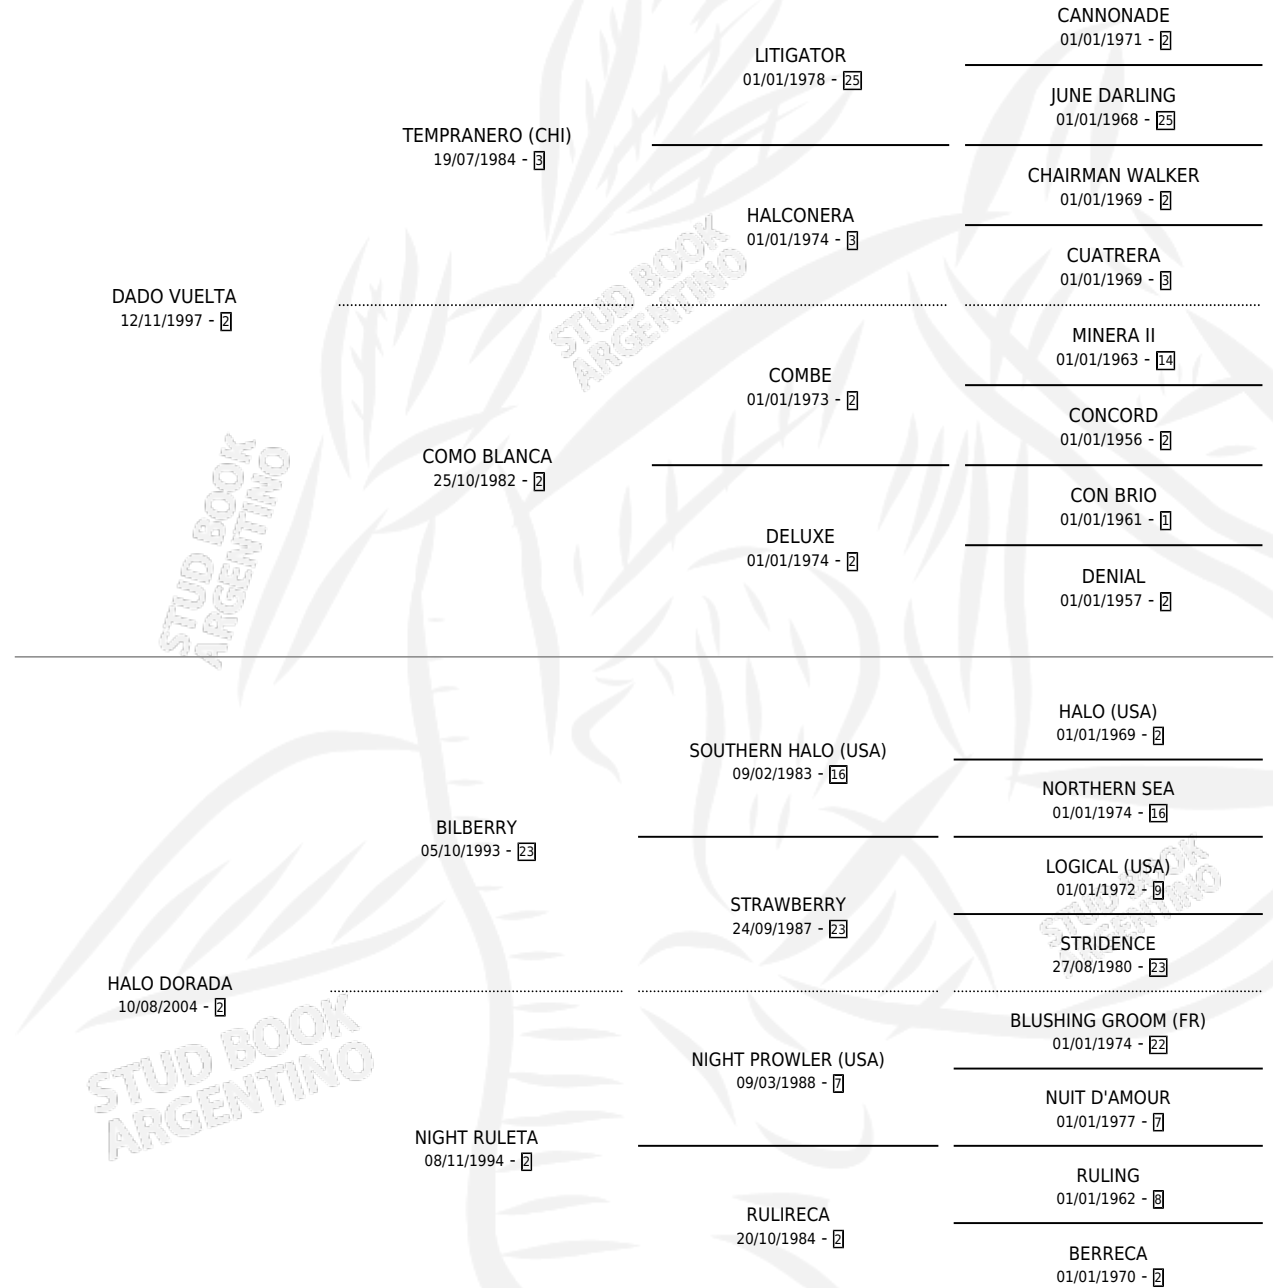 CANNONADE
01/01/1971 - 2
LITIGATOR
01/01/1978 - 25
JUNE DARLING
01/01/1968 - 25
TEMPRANERO (CHI)
19/07/1984 - 3
CHAIRMAN WALKER
01/01/1969 - 2
HALCONERA
01/01/1974 - 3
CUATRERA
01/01/1969 - 3
DADO VUELTA
12/11/1997 - 2
MINERA II
01/01/1963 - 14
COMBE
01/01/1973 - 2
CONCORD
01/01/1956 - 2
COMO BLANCA
25/10/1982 - 2
CON BRIO
01/01/1961 - 1
DELUXE
01/01/1974 - 2
DENIAL
01/01/1957 - 2
HALO (USA)
01/01/1969 - 2
SOUTHERN HALO (USA)
09/02/1983 - 16
NORTHERN SEA
01/01/1974 - 16
BILBERRY
05/10/1993 - 23
LOGICAL (USA)
01/01/1972 - 9
STRAWBERRY
24/09/1987 - 23
STRIDENCE
27/08/1980 - 23
HALO DORADA
10/08/2004 - 2
BLUSHING GROOM (FR)
01/01/1974 - 22
NIGHT PROWLER (USA)
09/03/1988 - 7
NUIT D'AMOUR
01/01/1977 - 7
NIGHT RULETA
08/11/1994 - 2
RULING
01/01/1962 - 8
RULIRECA
20/10/1984 - 2
BERRECA
01/01/1970 - 2
STUD BOOK
ARGENTINO
STUD BOOK
ARGENTINO
STUD BOOK
ARGENTINO
STUD BOOK
ARGENTINO